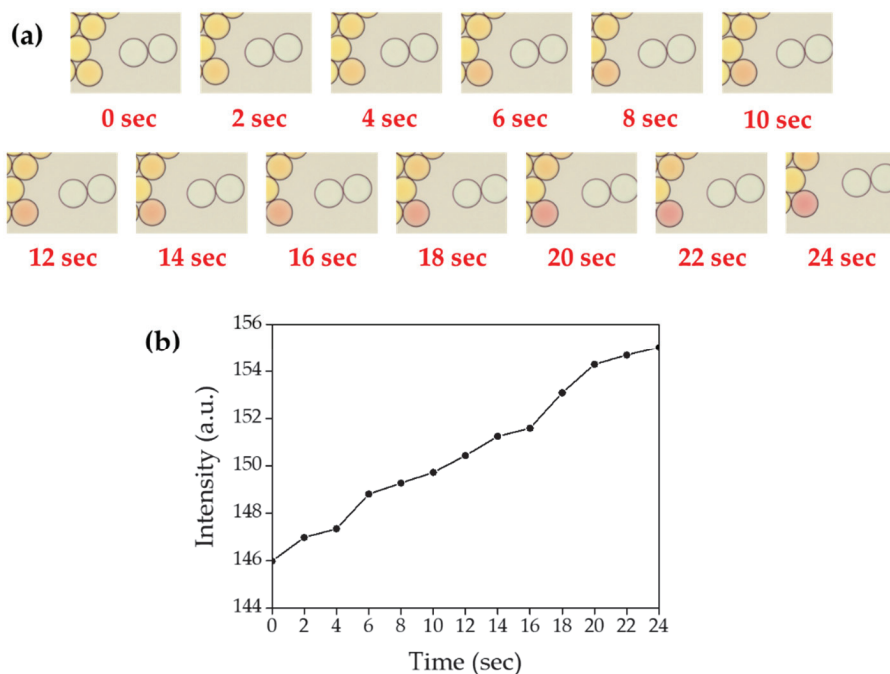 (a)
0 sec 2 sec 4 sec 6 sec 8 sec 10 sec
12 sec 14 sec 16 sec 18 sec 20 sec 22 sec 24 sec
(b)
156
154
152
150
148
146
144
Intensity (a.u.)
0 2 4 6 8 10 12 14 16 18 20 22 24
Time (sec)